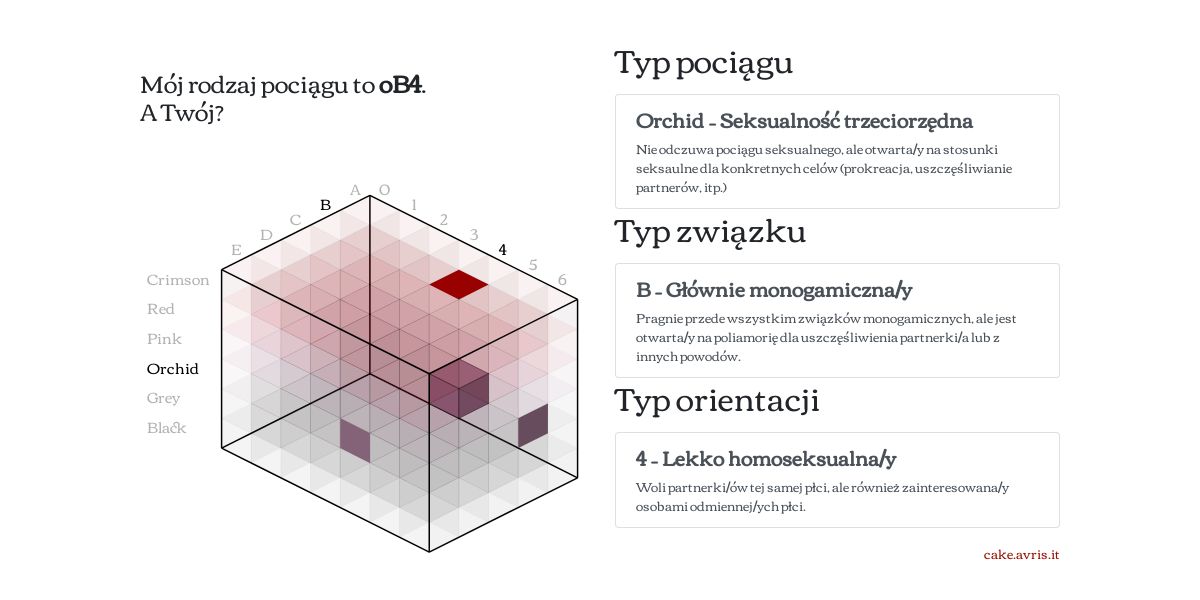 Mój rodzaj pociągu to oB4.
A Twój?
A
B
C
D
E
0
1
2
3
4
5
6
Crimson
Red
Pink
Orchid
Grey
Black
Typ pociągu
Orchid – Seksualność trzeciorzędna
Nie odczuwa pociągu seksualnego, ale otwarta/y na stosunki
seksaulne dla konkretnych celów (prokreacja, uszczęśliwianie
partnerów, itp.)
Typ związku
B – Głównie monogamiczna/y
Pragnie przede wszystkim związków monogamicznych, ale jest
otwarta/y na poliamorię dla uszczęśliwienia partnerki/a lub z
innych powodów.
Typ orientacji
4 – Lekko homoseksualna/y
Woli partnerki/ów tej samej płci, ale również zainteresowana/y
osobami odmiennej/ych płci.
cake.avris.it